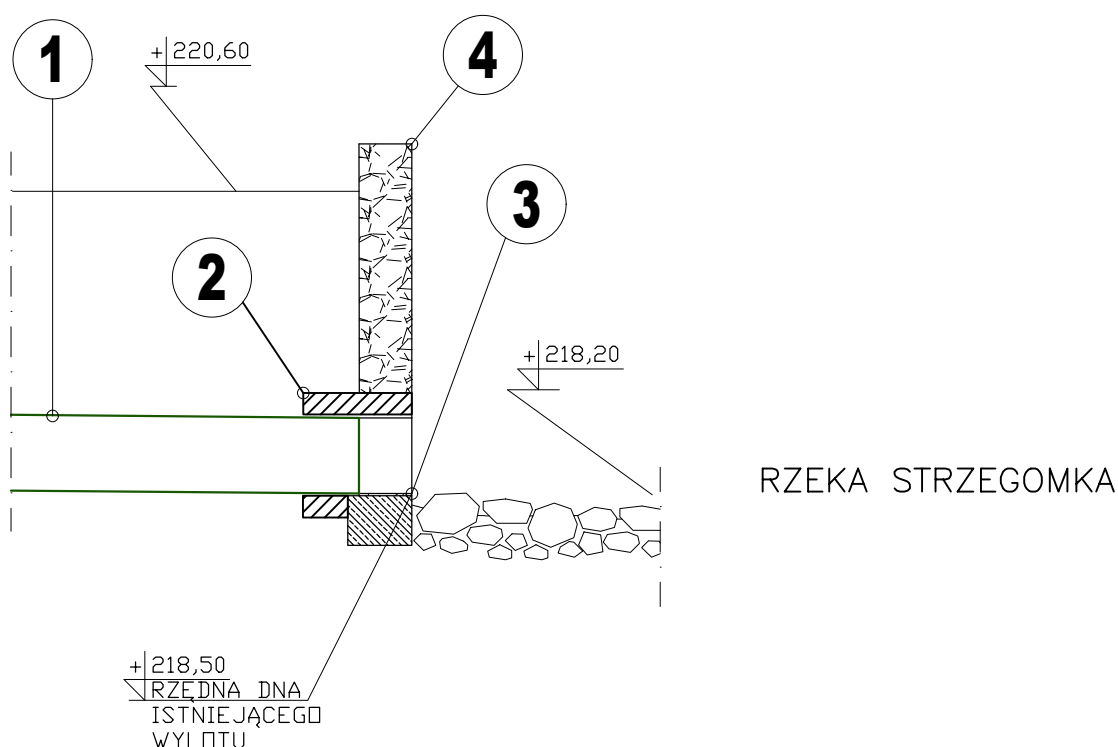 1
+220,60
4
3
2
+218,20
RZEKA STRZEGOMKA
+218,50
RZĘDNA DNA
ISTNIEJĄCEGO
WYLOTU